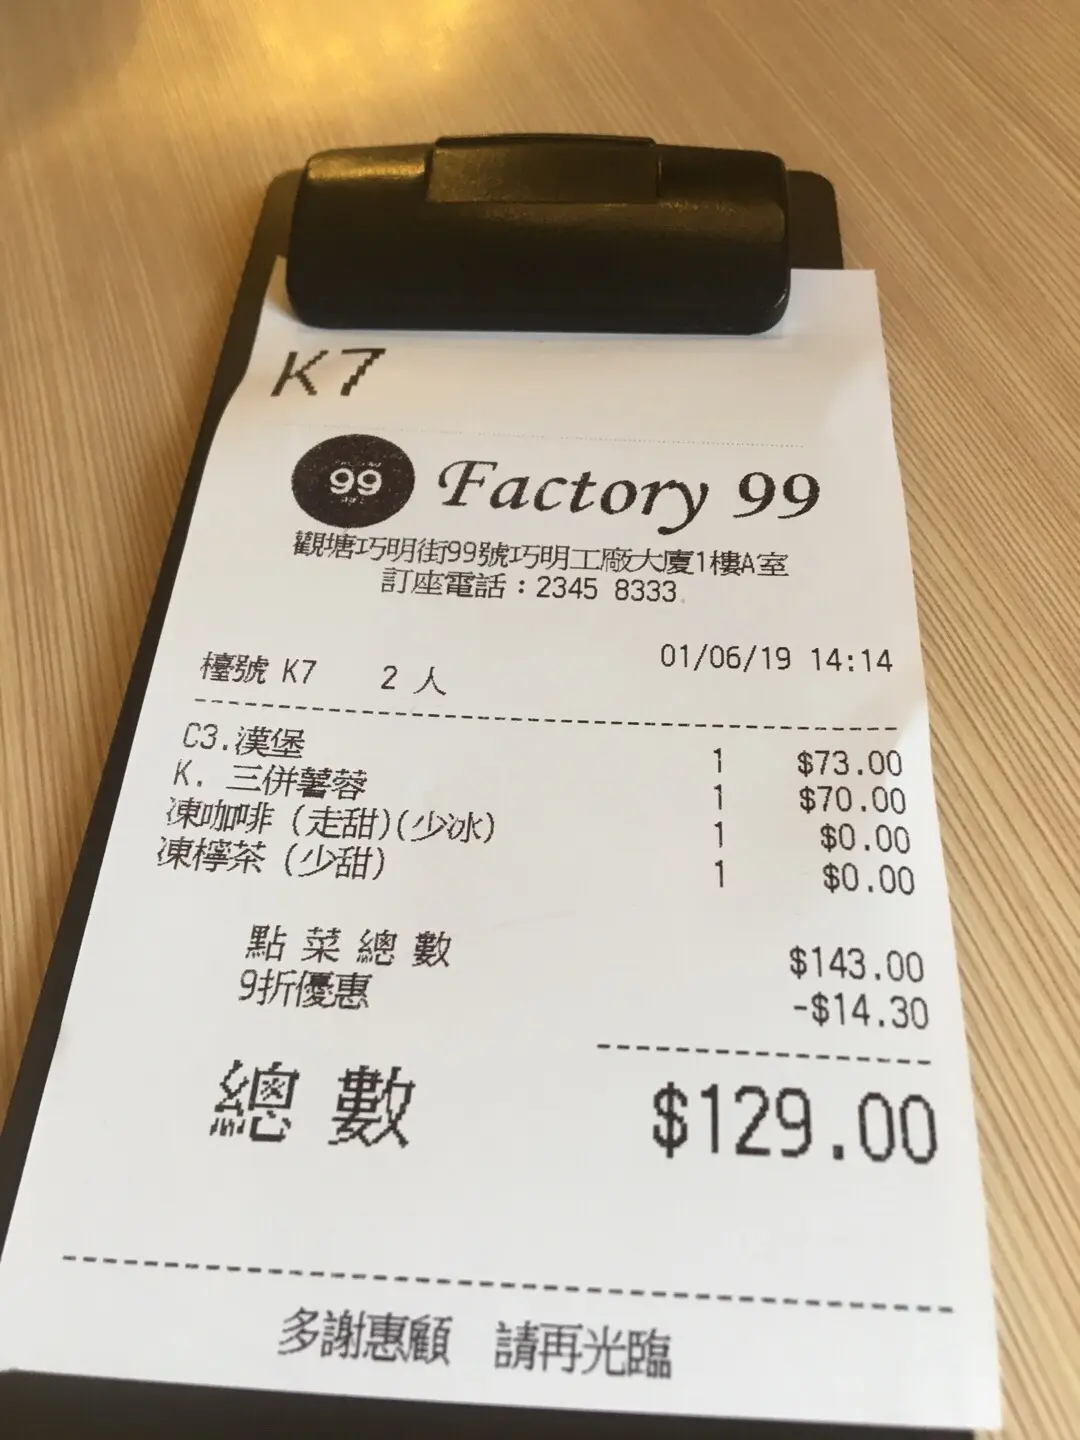 K7
99 Factory 99
觀塘巧明街99號巧明工廠大廈1樓A室
訂座電話：2345 8333
檯號 K7 2 人 01/06/19 14:14
C3.漢堡 1 $73.00
K. 三併薯蓉 1 $70.00
凍咖啡 (走甜)(少冰) 1 $0.00
凍檸茶 (少甜) 1 $0.00
點菜總數 $143.00
9折優惠 -$14.30
總數 $129.00
多謝惠顧 請再光臨